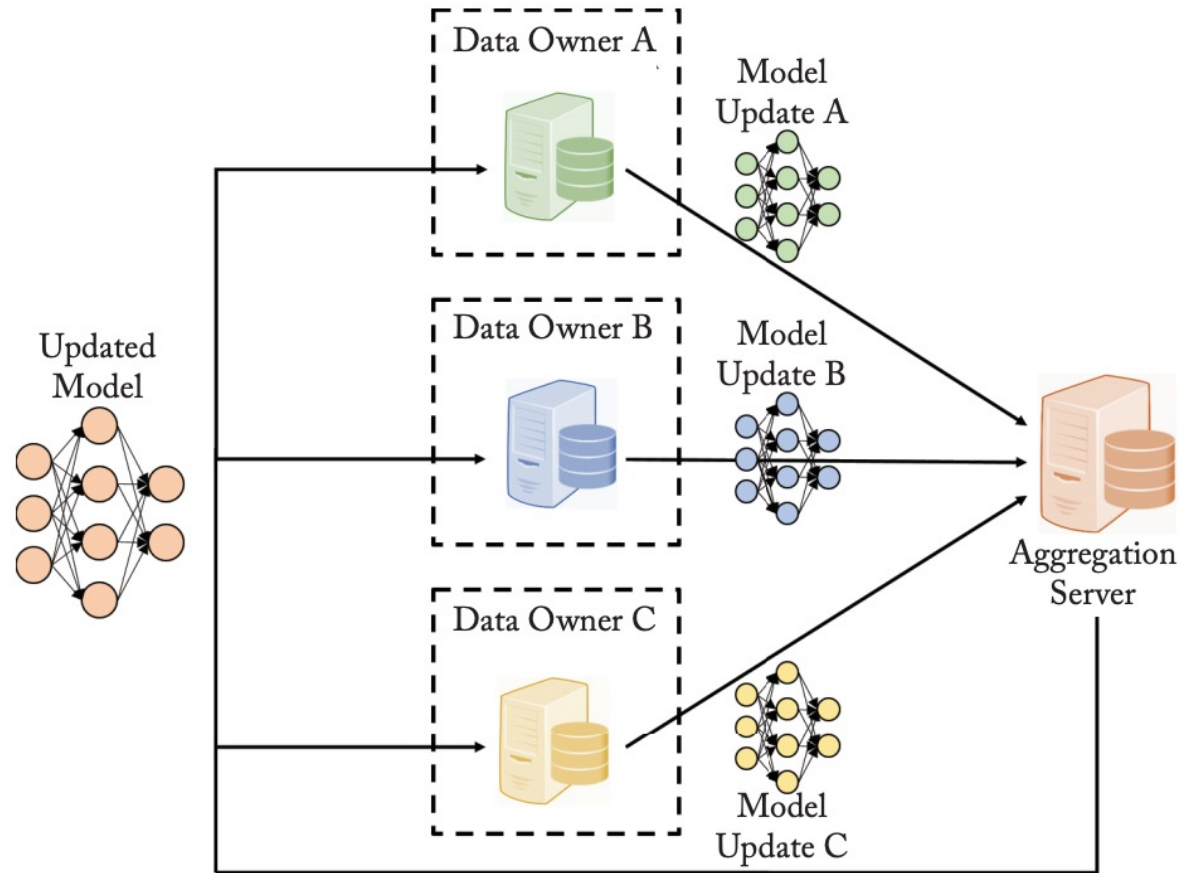 Data Owner A
Model
Update A
Data Owner B
Model
Update B
Updated
Model
Aggregation
Server
Data Owner C
Model
Update C